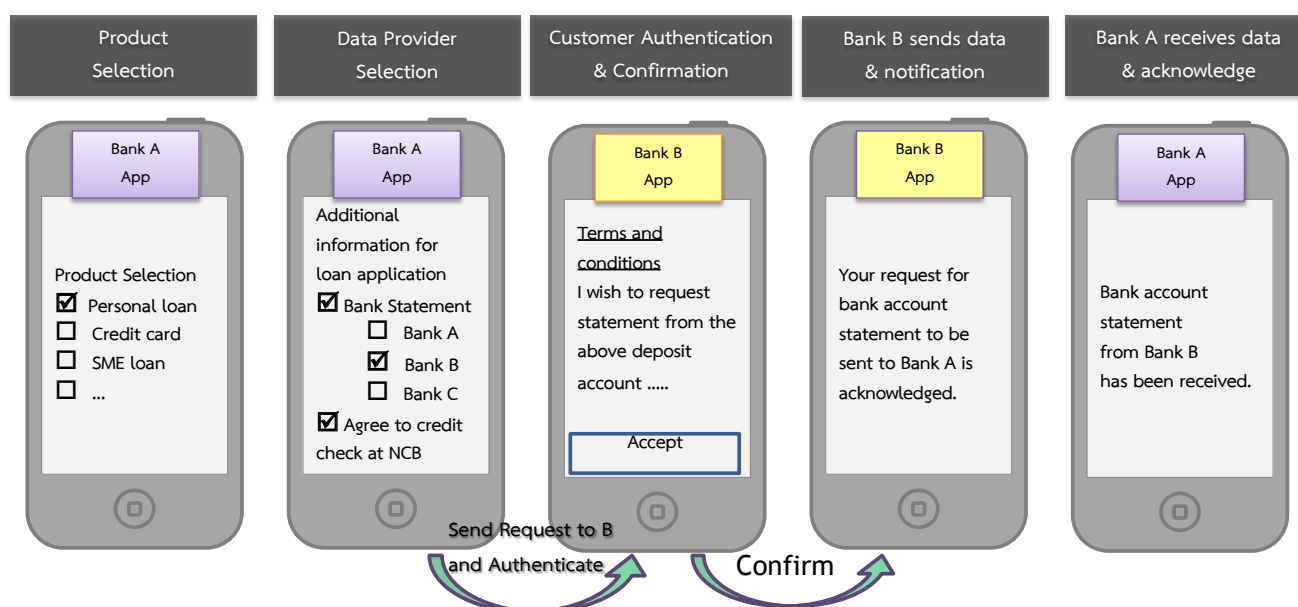 Product
Selection
Data Provider
Selection
Customer Authentication
& Confirmation
Bank B sends data
& notification
Bank A receives data
& acknowledge
Bank A
App
Product Selection
Personal loan
Credit card
SME loan
...
Bank A
App
Additional
information for
loan application
Bank Statement
Bank A
Bank B
Bank C
Agree to credit
check at NCB
Bank B
App
Terms and
conditions
I wish to request
statement from the
above deposit
account .....
Accept
Bank B
App
Your request for
bank account
statement to be
sent to Bank A is
acknowledged.
Bank A
App
Bank account
statement
from Bank B
has been received.
Send Request to B
and Authenticate
Confirm